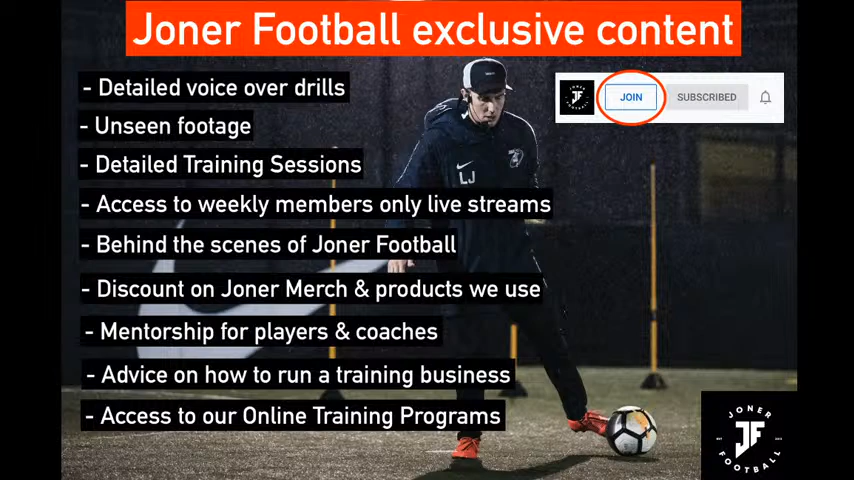 Joner Football exclusive content
- Detailed voice over drills
- Unseen footage
- Detailed Training Sessions
- Access to weekly members only live streams
- Behind the scenes of Joner Football
- Discount on Joner Merch & products we use
- Mentorship for players & coaches
- Advice on how to run a training business
- Access to our Online Training Programs
JF
JOIN
SUBSCRIBED
LJ
JONER
JF
FOOTBALL